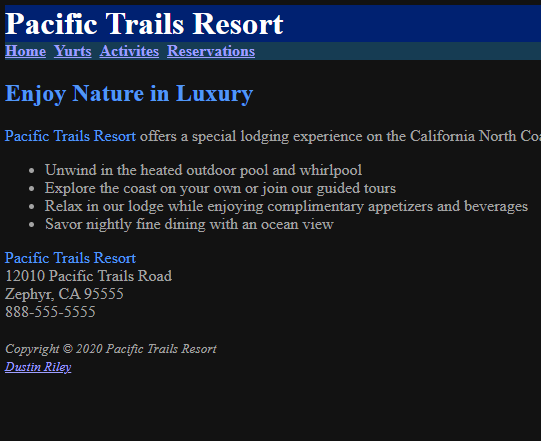 Pacific Trails Resort
Home Yurts Activites Reservations
Enjoy Nature in Luxury
Pacific Trails Resort offers a special lodging experience on the California North
Unwind in the heated outdoor pool and whirlpool
Explore the coast on your own or join our guided tours
Relax in our lodge while enjoying complimentary appetizers and beverages
Savor nightly fine dining with an ocean view
Pacific Trails Resort
12010 Pacific Trails Road
Zephyr, CA 95555
888-555-5555
Copyright © 2020 Pacific Trails Resort
Dustin Riley